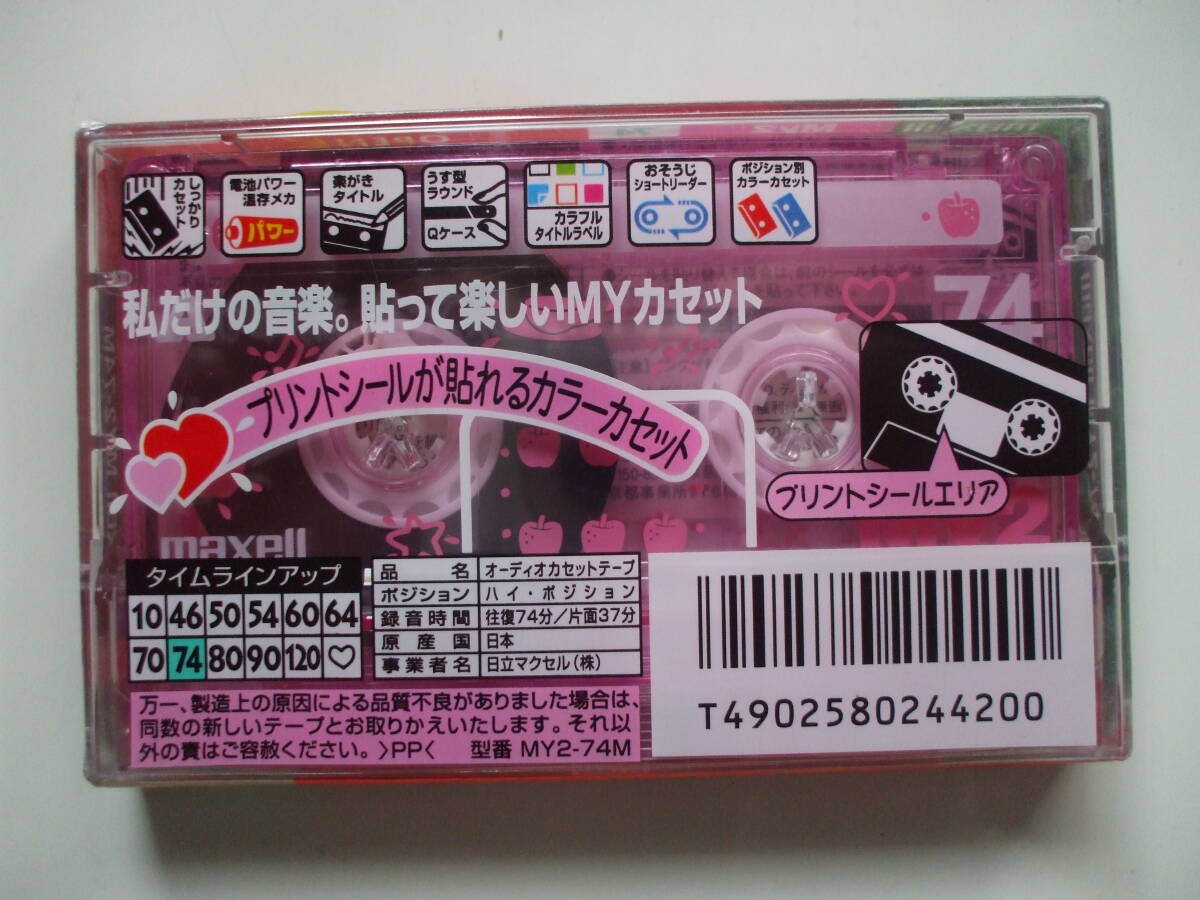 しっかり
カセット
電池パワー
温存メカ
パワー
楽がき
タイトル
うす型
ラウンド
Qケース
カラフル
タイトルラベル
おそうじ
ショートリーダー
ポジション別
カラーカセット
私だけの音楽。貼って楽しいMYカセット
74
プリントシールが貼れるカラーカセット
プリントシールエリア
maxell
タイムラインアップ
10 46 50 54 60 64
70 74 80 90 120 ♡
品名 オーディオカセットテープ
ポジション ハイ・ポジション
録音時間 往復74分/片面37分
原産国 日本
事業者名 日立マクセル(株)
万一、製造上の原因による品質不良がありました場合は、
同数の新しいテープとお取りかえいたします。それ以
外の責はご容赦ください。 〉PP〈 型番 MY2-74M
T4902580244200